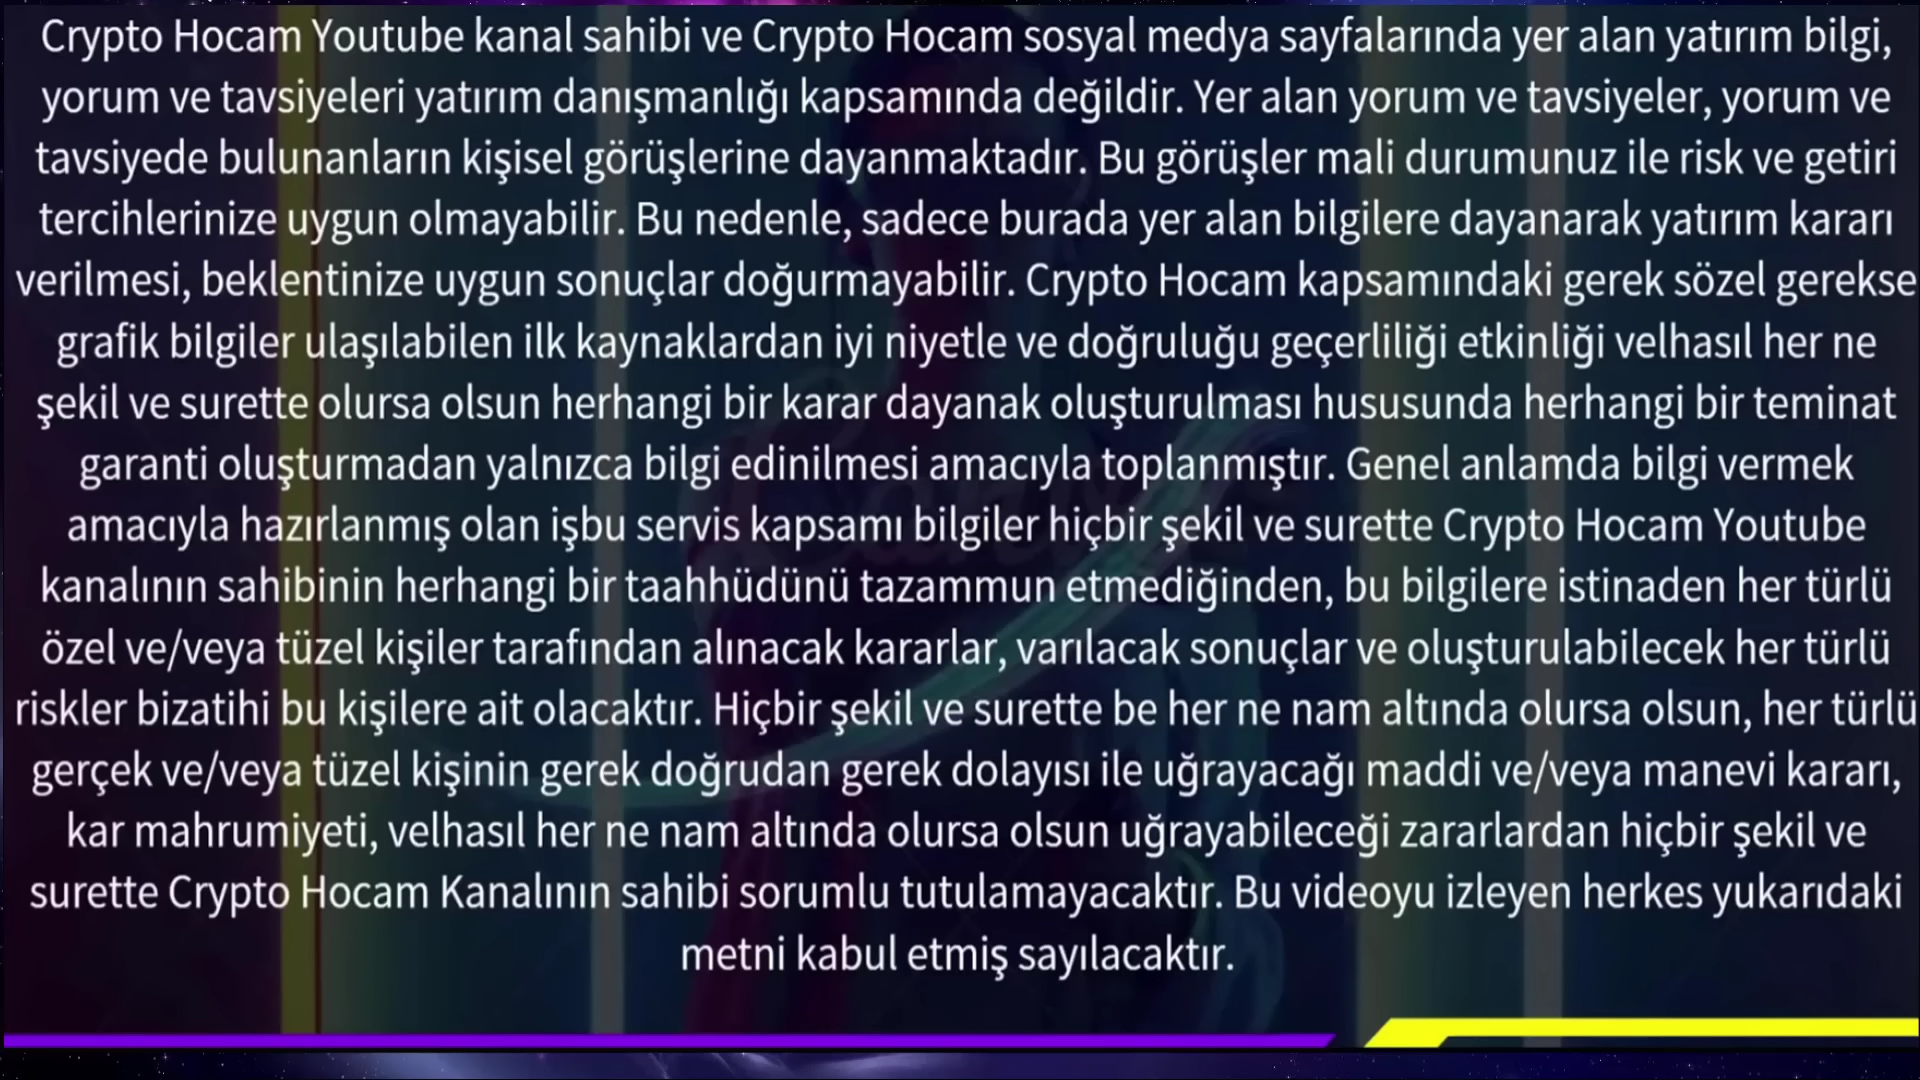 Crypto Hocam Youtube kanal sahibi ve Crypto Hocam sosyal medya sayfalarında yer alan yatırım bilgi,
yorum ve tavsiyeleri yatırım danışmanlığı kapsamında değildir. Yer alan yorum ve tavsiyeler, yorum ve
tavsiyede bulunanların kişisel görüşlerine dayanmaktadır. Bu görüşler mali durumunuz ile risk ve getiri
tercihlerinize uygun olmayabilir. Bu nedenle, sadece burada yer alan bilgilere dayanarak yatırım kararı
verilmesi, beklentinize uygun sonuçlar doğurmayabilir. Crypto Hocam kapsamındaki gerek sözel gerekse
grafik bilgiler ulaşılabilen ilk kaynaklardan iyi niyetle ve doğruluğu geçerliliği etkinliği velhasıl her ne
şekil ve surette olursa olsun herhangi bir karar dayanak oluşturulması hususunda herhangi bir teminat
garanti oluşturmadan yalnızca bilgi edinilmesi amacıyla toplanmıştır. Genel anlamda bilgi vermek
amacıyla hazırlanmış olan işbu servis kapsamı bilgiler hiçbir şekil ve surette Crypto Hocam Youtube
kanalının sahibinin herhangi bir taahhüdünü tazammun etmediğinden, bu bilgilere istinaden her türlü
özel ve/veya tüzel kişiler tarafından alınacak kararlar, varılacak sonuçlar ve oluşturulabilecek her türlü
riskler bizatihi bu kişilere ait olacaktır. Hiçbir şekil ve surette be her ne nam altında olursa olsun, her türlü
gerçek ve/veya tüzel kişinin gerek doğrudan gerek dolayısı ile uğrayacağı maddi ve/veya manevi kararı,
kar mahrumiyeti, velhasıl her ne nam altında olursa olsun uğrayabileceği zararlardan hiçbir şekil ve
surette Crypto Hocam Kanalının sahibi sorumlu tutulamayacaktır. Bu videoyu izleyen herkes yukarıdaki
metni kabul etmiş sayılacaktır.